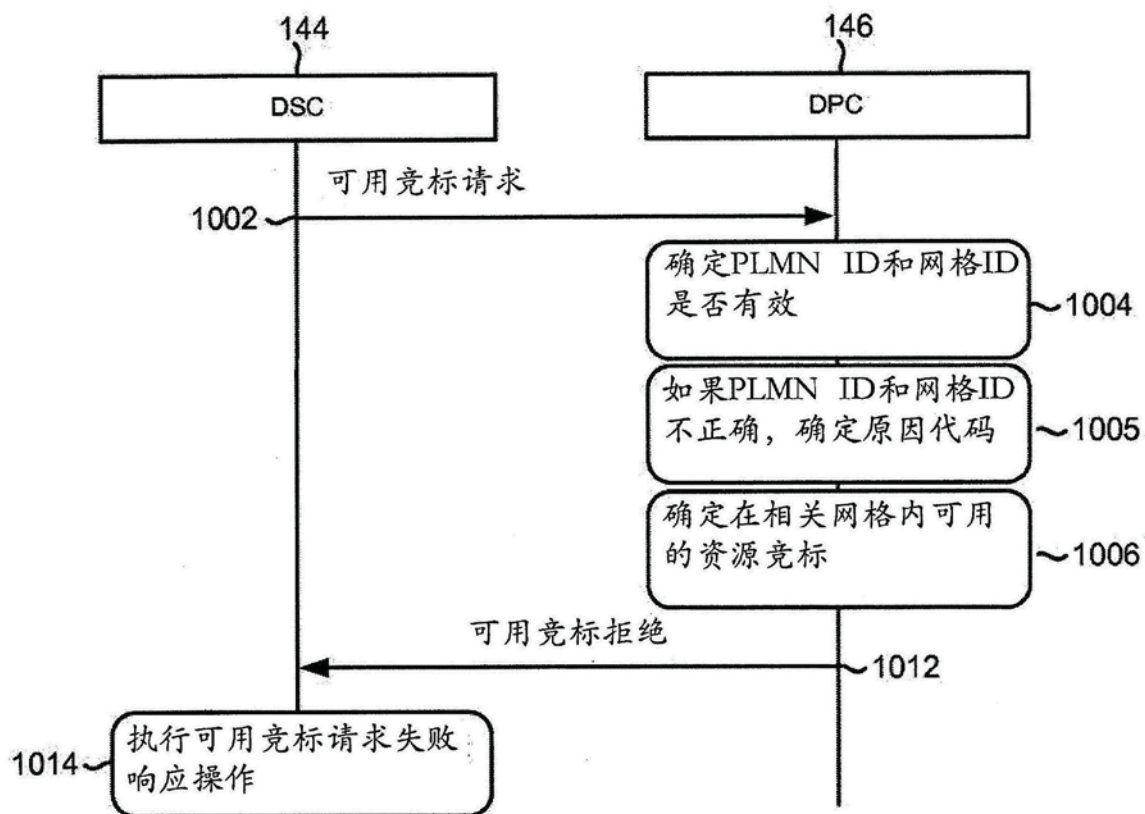 144
146
DSC
DPC
可用竞标请求
1002
确定PLMN ID和网格ID
是否有效
1004
如果PLMN ID和网格ID
不正确，确定原因代码
1005
确定在相关网格内可用
的资源竞标
1006
可用竞标拒绝
1012
执行可用竞标请求失败
响应操作
1014